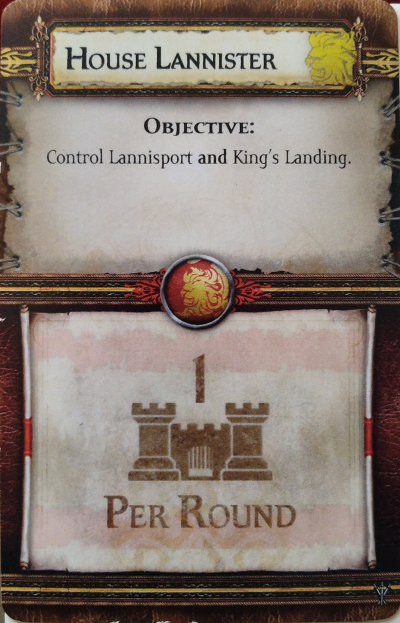 House Lannister
Objective:
Control Lannisport and King's Landing.
1
Per Round